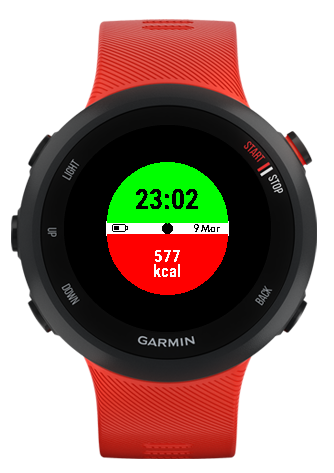 LIGHT
START
STOP
23:02
UP
9 Mar
577
kcal
DOWN
BACK
GARMIN